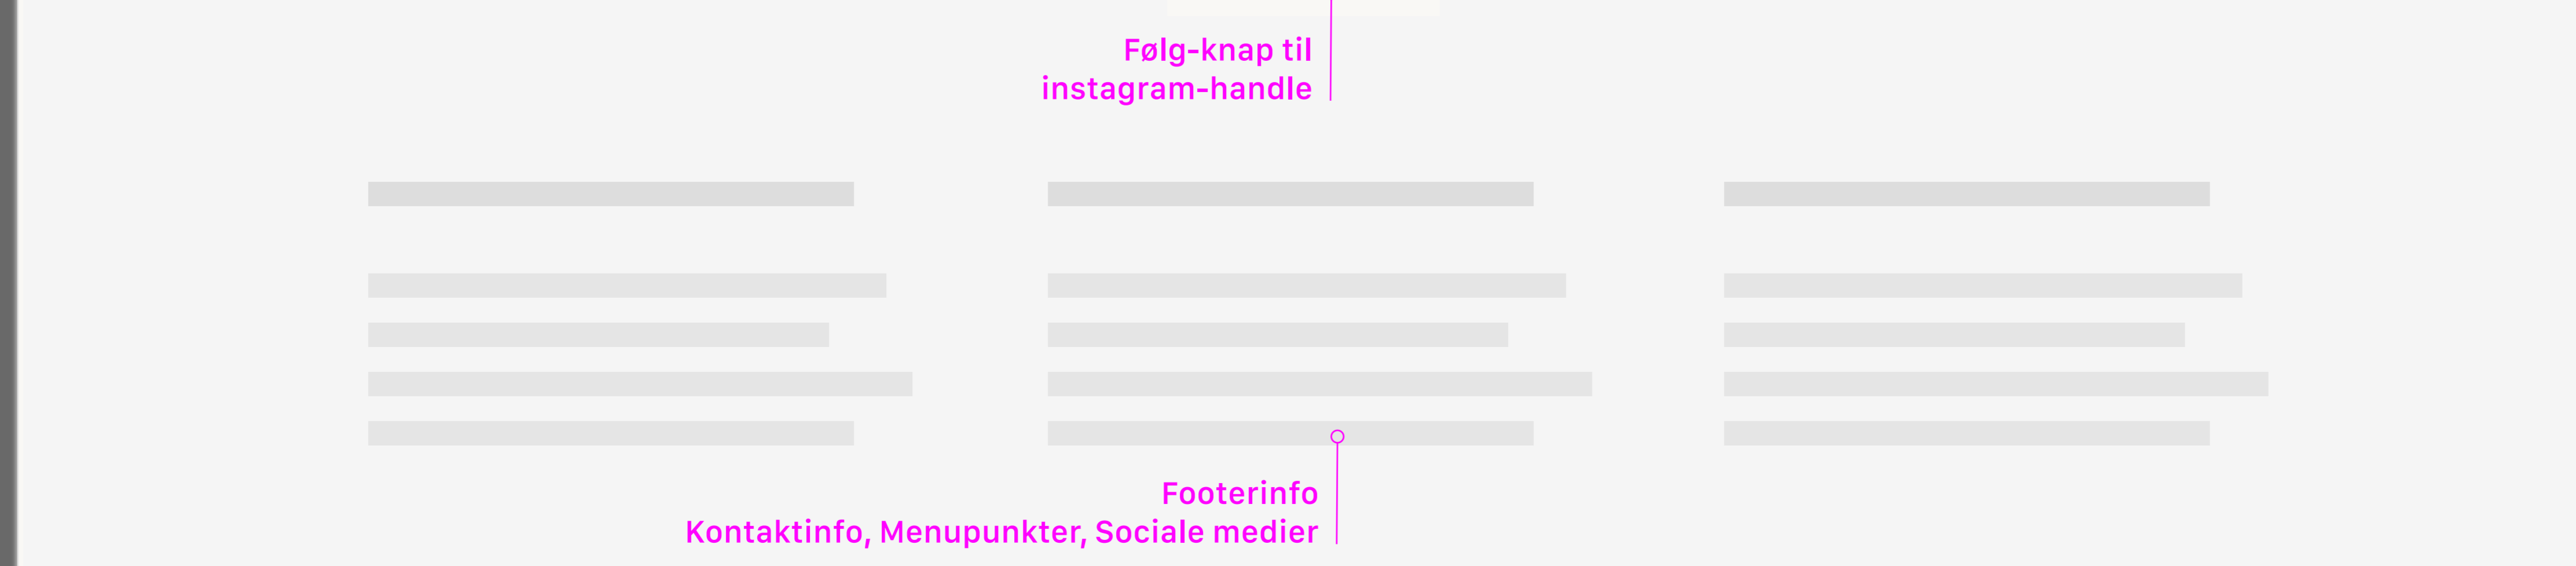 Følg-knap til
instagram-handle
Footerinfo
Kontaktinfo, Menupunkter, Sociale medier